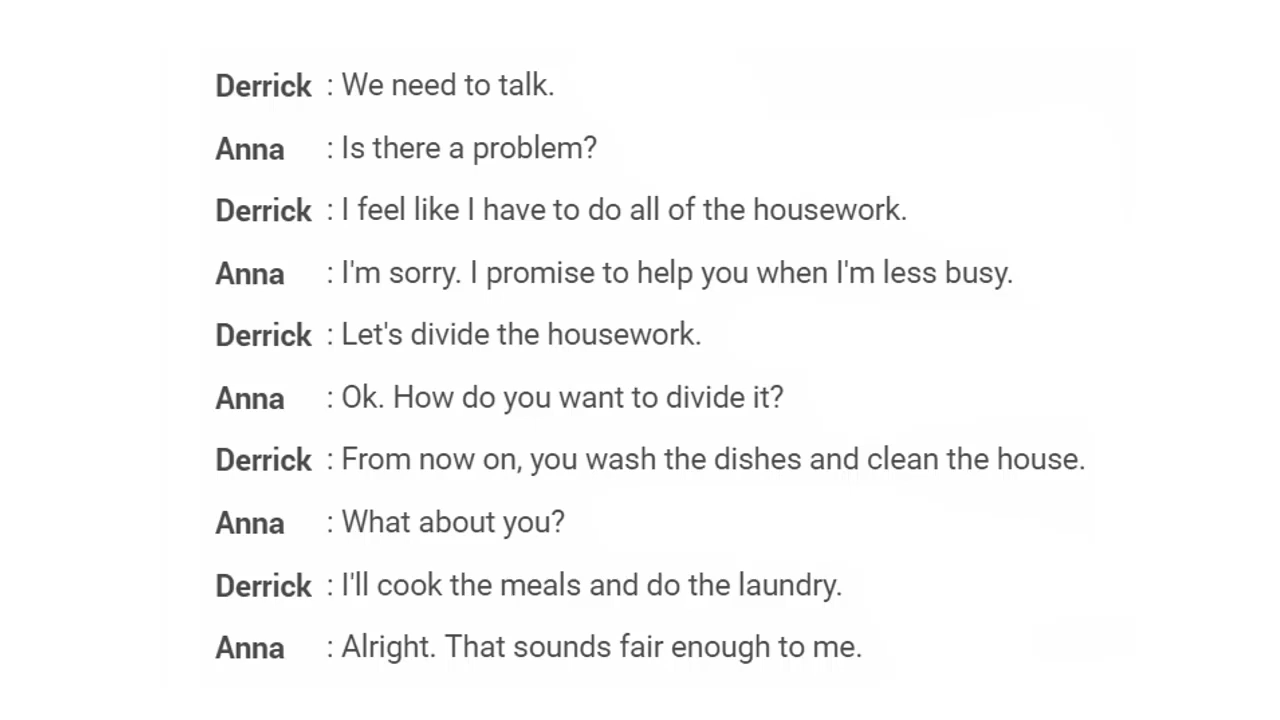 Derrick : We need to talk.
Anna : Is there a problem?
Derrick : I feel like I have to do all of the housework.
Anna : I'm sorry. I promise to help you when I'm less busy.
Derrick : Let's divide the housework.
Anna : Ok. How do you want to divide it?
Derrick : From now on, you wash the dishes and clean the house.
Anna : What about you?
Derrick : I'll cook the meals and do the laundry.
Anna : Alright. That sounds fair enough to me.